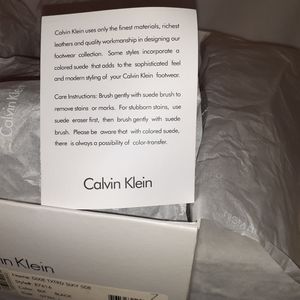 Calvin Klein uses only the finest materials, richest
leathers and quality workmanship in designing our
footwear collection. Some styles incorporate a
colored suede that adds to the sophisticated feel
and modern styling of your Calvin Klein footwear.
Care Instructions: Brush gently with suede brush to
remove stains or marks. For stubborn stains, use
suede eraser first, then brush gently with suede
brush. Please be aware that with colored suede,
there is always a possibility of color-transfer.
Calvin Klein
Calvin Klein
vin Klein
BLACK